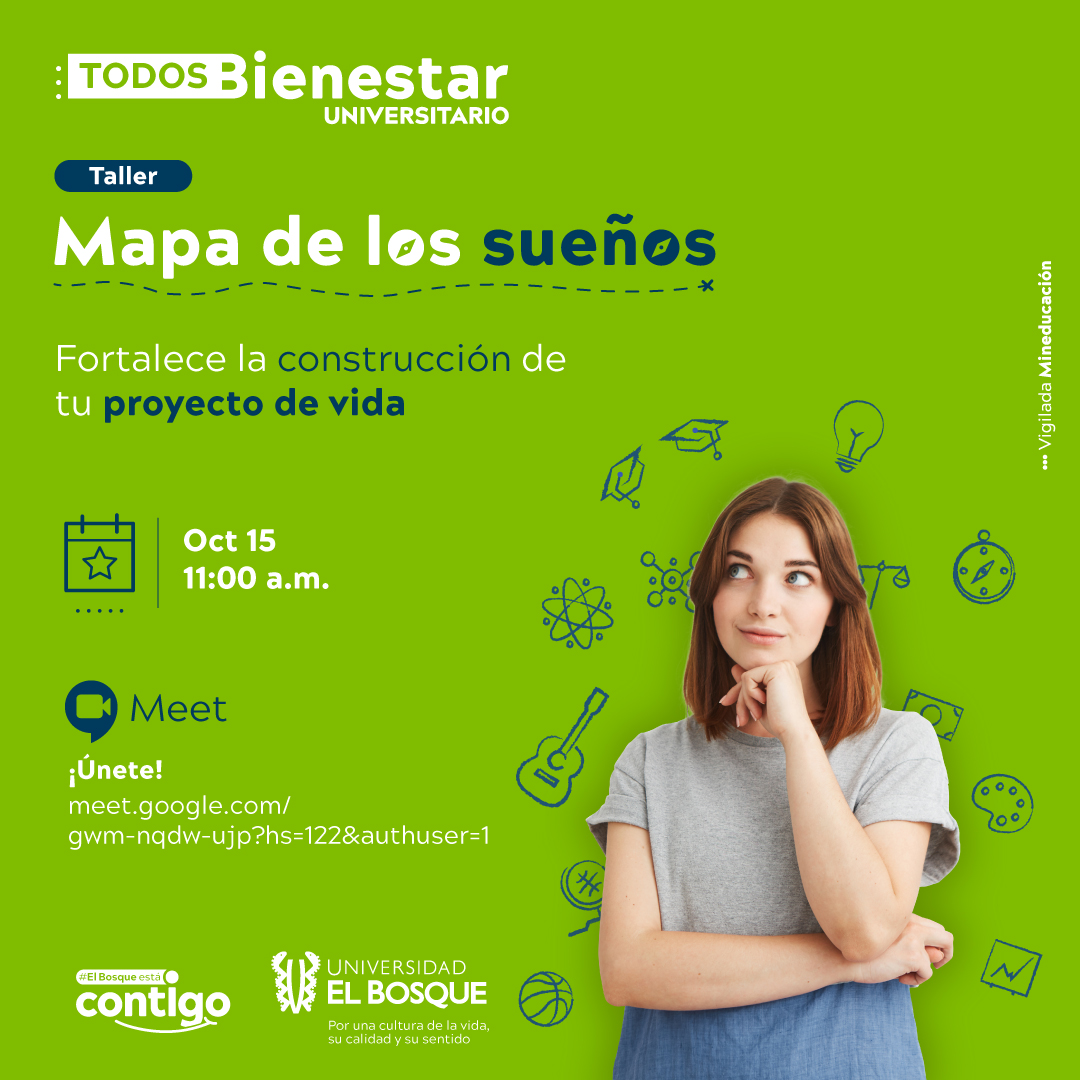 TODOS Bienestar
UNIVERSITARIO
Taller
Mapa de los sueños
Fortalece la construcción de
tu proyecto de vida
Oct 15
11:00 a.m.
Meet
¡Únete!
meet.google.com/
gwm-nqdw-ujp?hs=122&authuser=1
#El Bosque está
contigo
UNIVERSIDAD
EL BOSQUE
Por una cultura de la vida,
su calidad y su sentido
Vigilada Mineducación